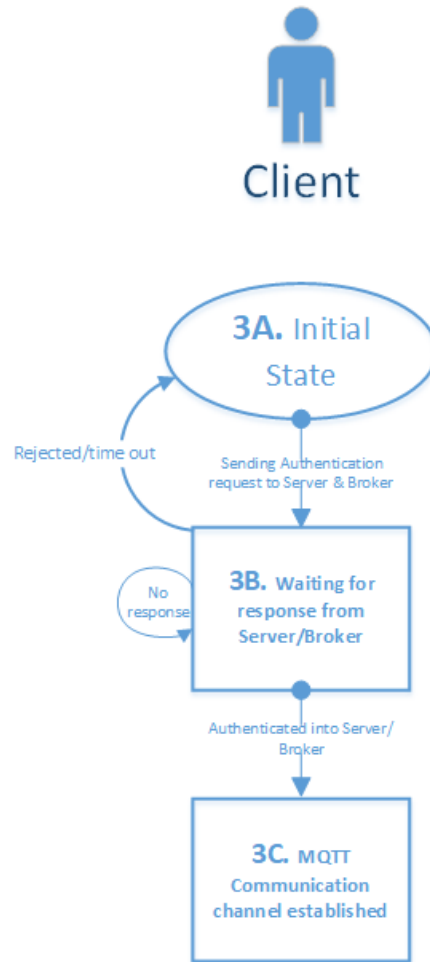 Client
3A. Initial
State
Rejected/time out
Sending Authentication
request to Server & Broker
3B. Waiting for
response from
Server/Broker
No
response
Authenticated into Server/
Broker
3C. MQTT
Communication
channel established